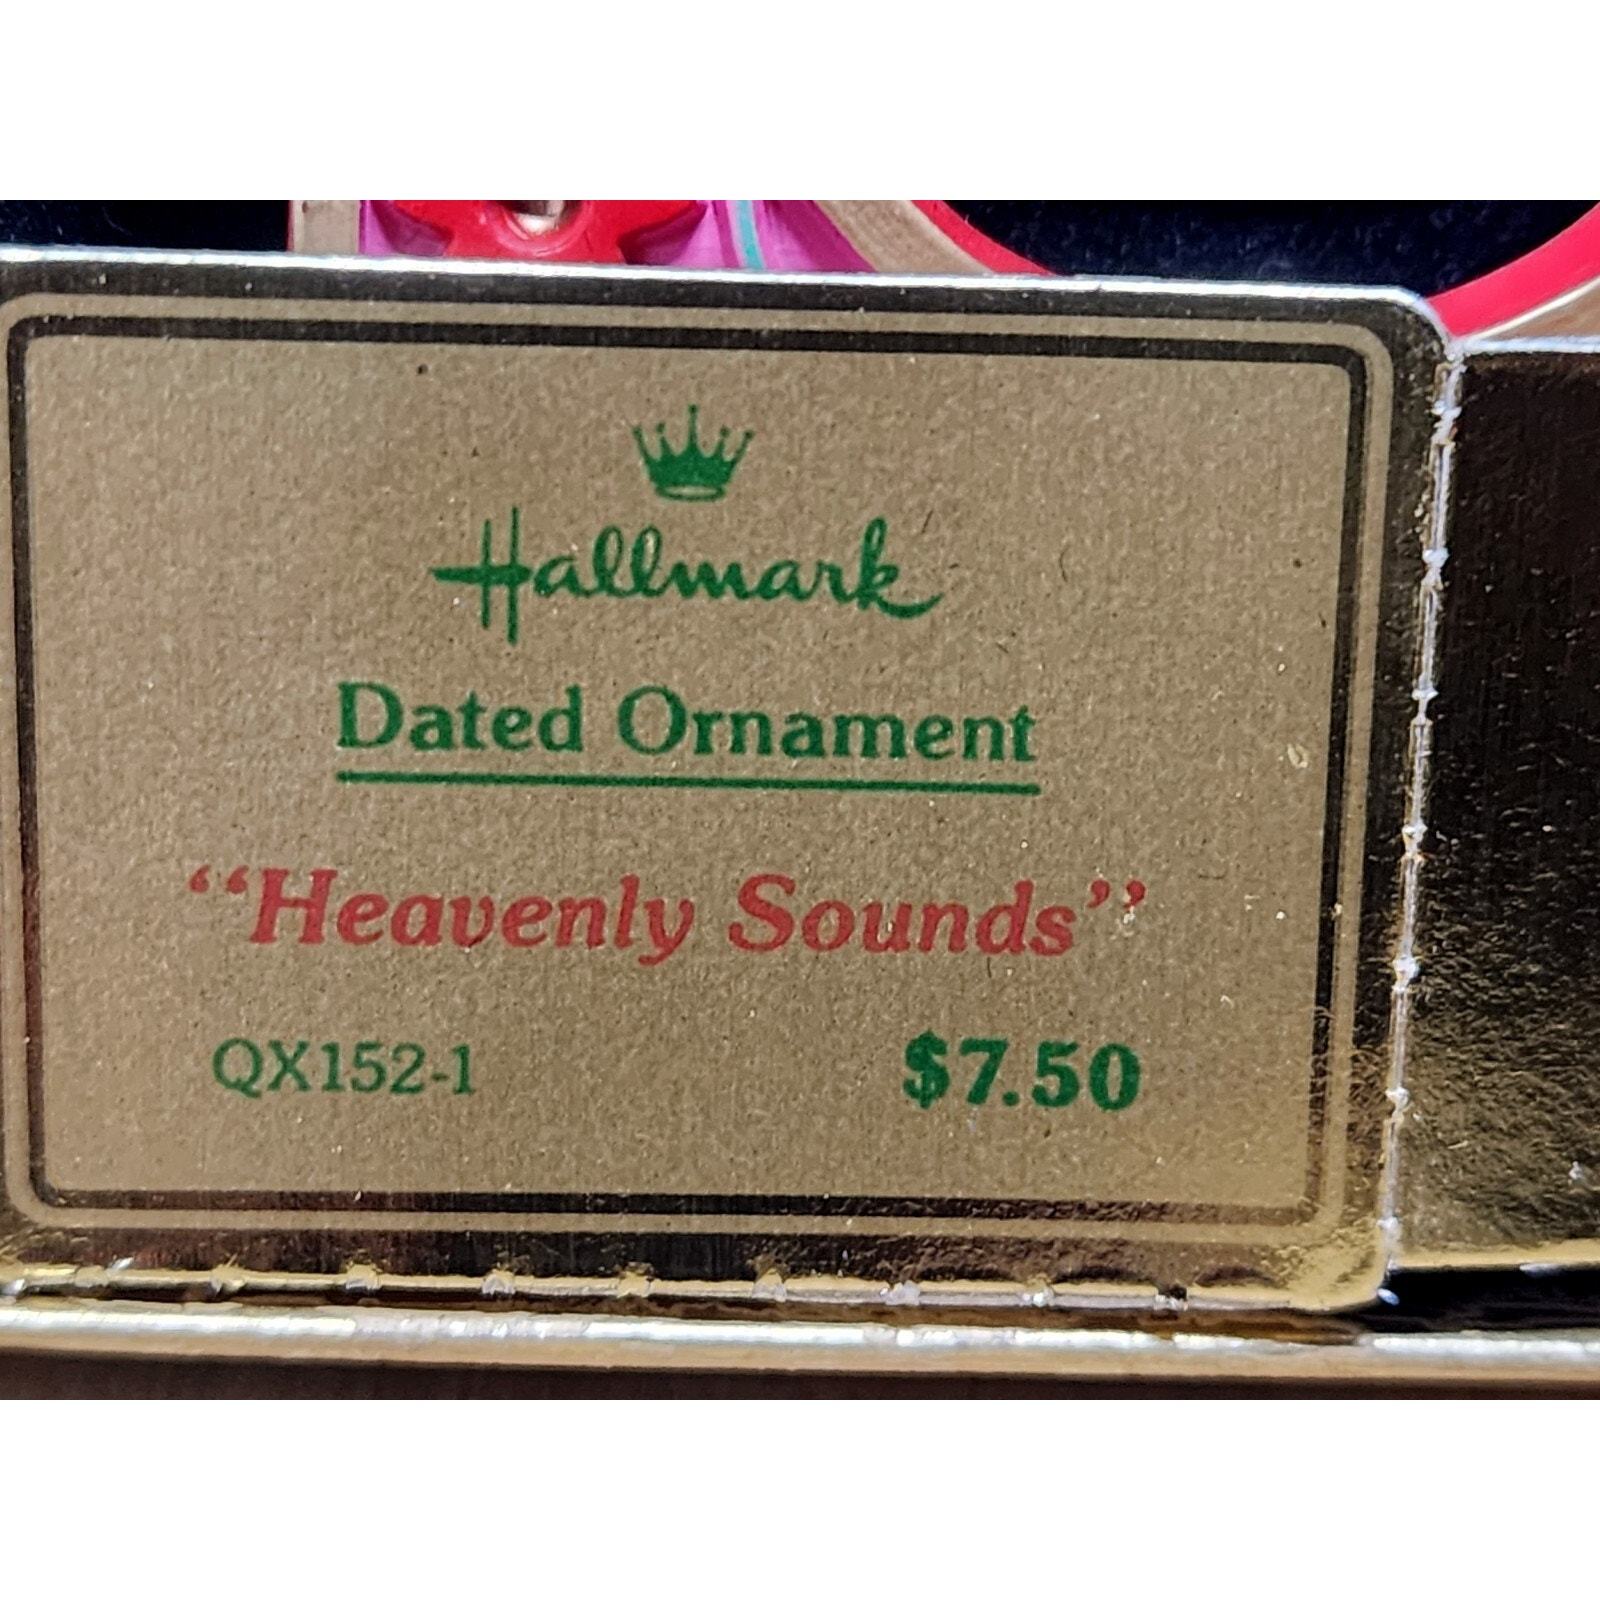 Hallmark
Dated Ornament
“Heavenly Sounds”
QX152-1 $7.50